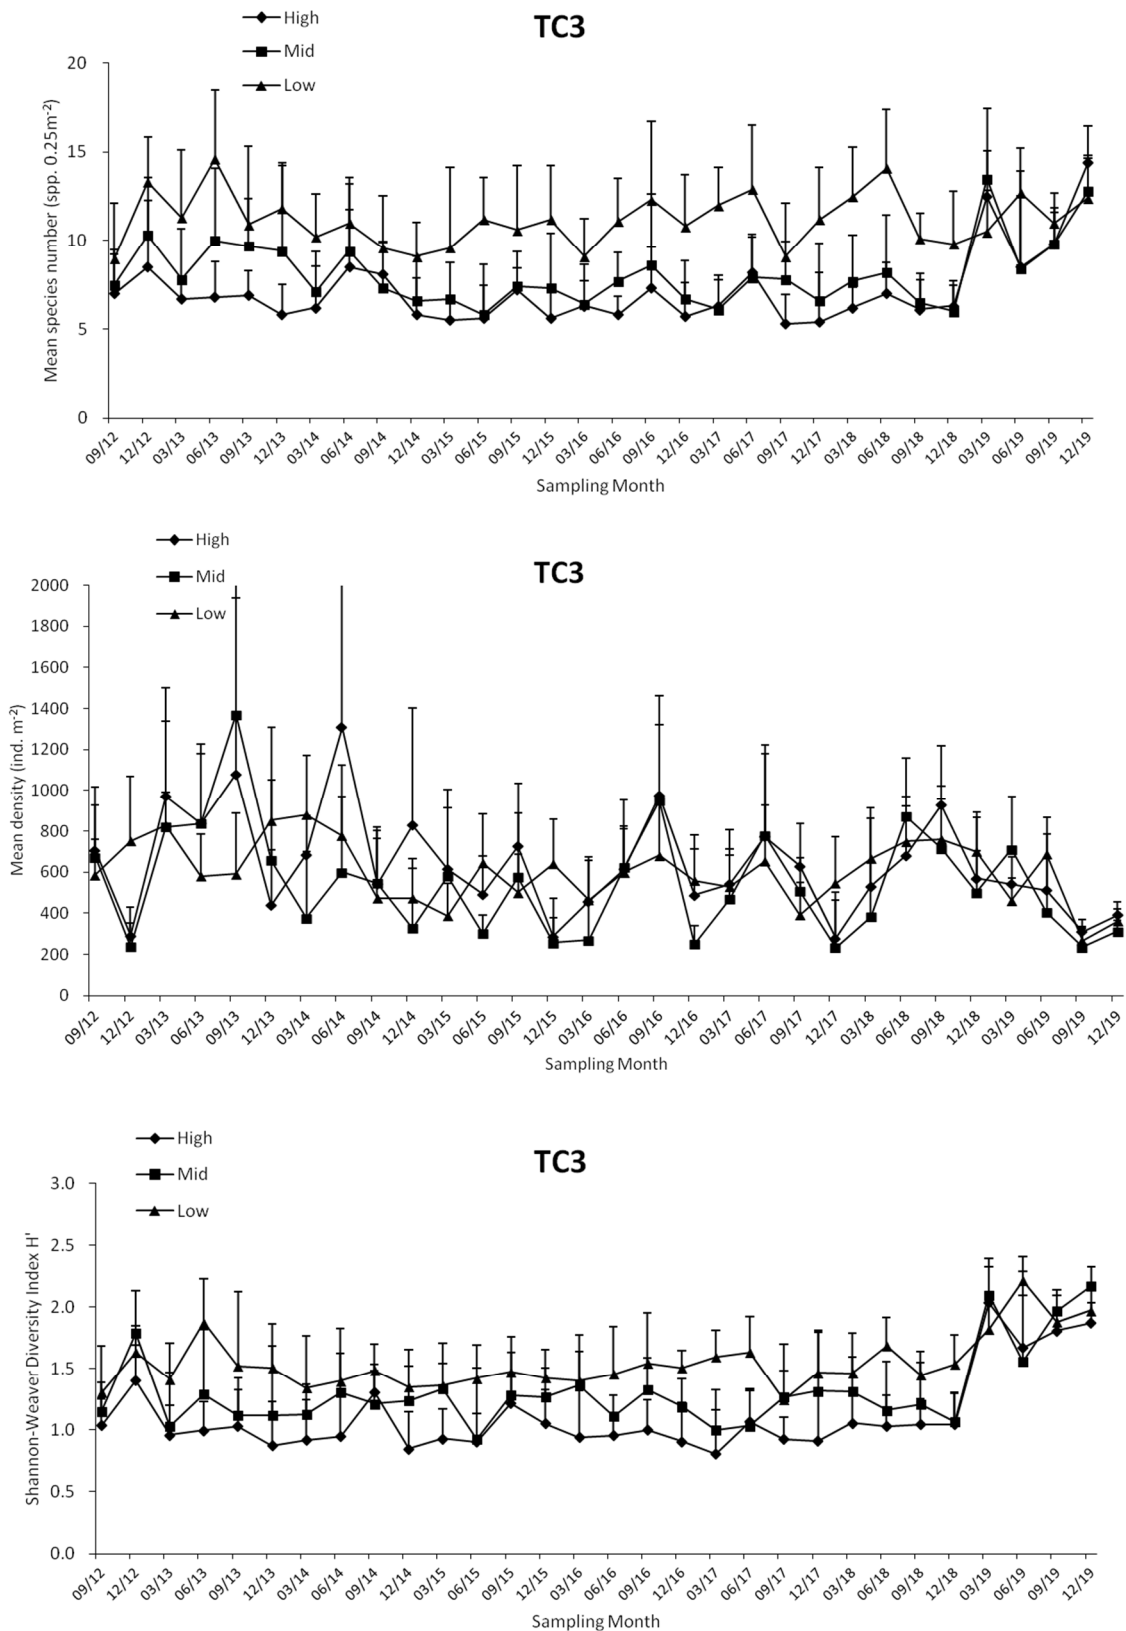 TC3
High
Mid
Low
Mean species number (spp. 0.25m-2)
20
15
10
5
0
09/12 12/12 03/13 06/13 09/13 12/13 03/14 06/14 09/14 12/14 03/15 06/15 09/15 12/15 03/16 06/16 09/16 12/16 03/17 06/17 09/17 12/17 03/18 06/18 09/18 12/18 03/19 06/19 09/19 12/19
Sampling Month
TC3
High
Mid
Low
Mean density (ind. m-2)
2000
1800
1600
1400
1200
1000
800
600
400
200
0
09/12 12/12 03/13 06/13 09/13 12/13 03/14 06/14 09/14 12/14 03/15 06/15 09/15 12/15 03/16 06/16 09/16 12/16 03/17 06/17 09/17 12/17 03/18 06/18 09/18 12/18 03/19 06/19 09/19 12/19
Sampling Month
TC3
High
Mid
Low
Shannon-Weaver Diversity Index H'
3.0
2.5
2.0
1.5
1.0
0.5
0.0
09/12 12/12 03/13 06/13 09/13 12/13 03/14 06/14 09/14 12/14 03/15 06/15 09/15 12/15 03/16 06/16 09/16 12/16 03/17 06/17 09/17 12/17 03/18 06/18 09/18 12/18 03/19 06/19 09/19 12/19
Sampling Month